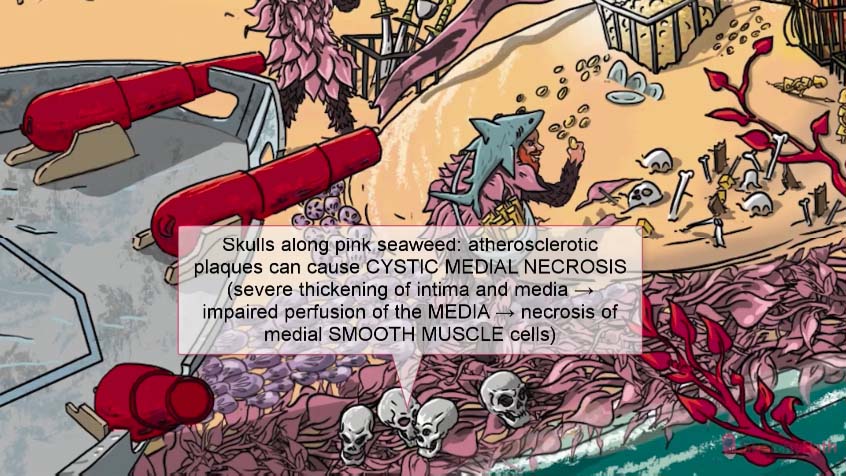 Skulls along pink seaweed: atherosclerotic
plaques can cause CYSTIC MEDIAL NECROSIS
(severe thickening of intima and media →
impaired perfusion of the MEDIA → necrosis of
medial SMOOTH MUSCLE cells)